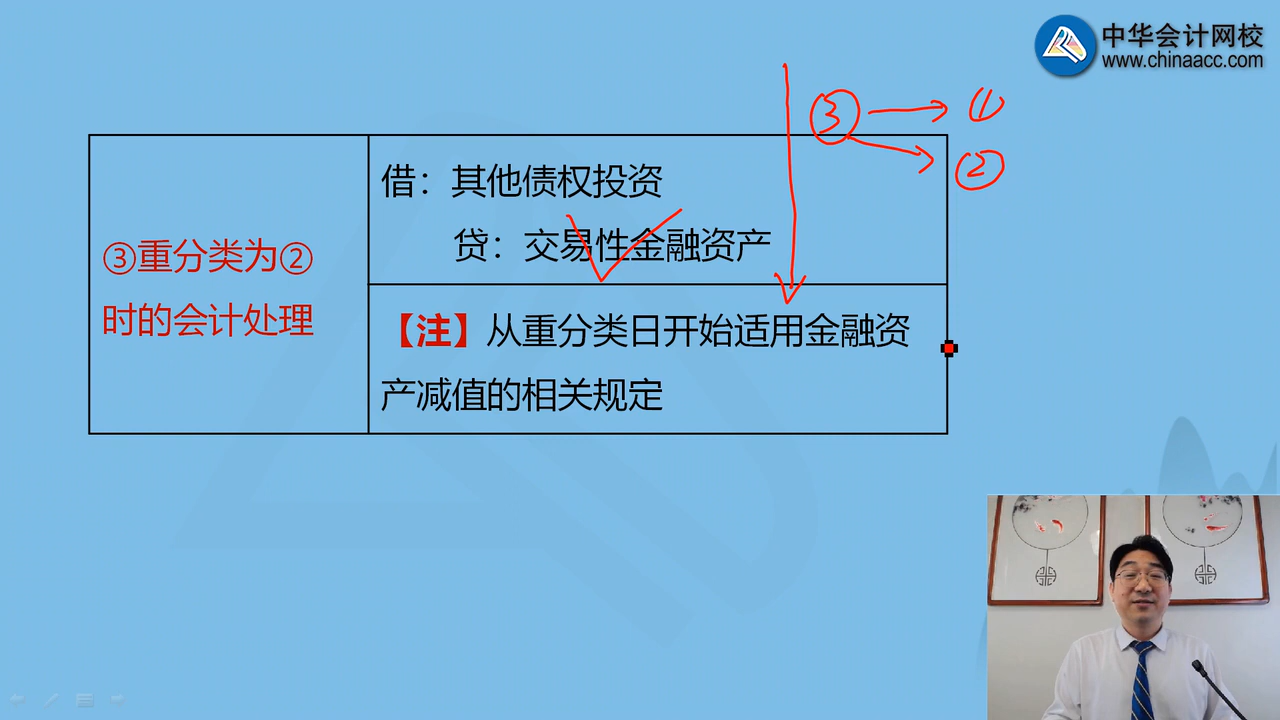 中华会计网校
www.chinaacc.com
③ → ①
②
借：其他债权投资
贷：交易性金融资产
③重分类为②
时的会计处理
【注】从重分类日开始适用金融资
产减值的相关规定